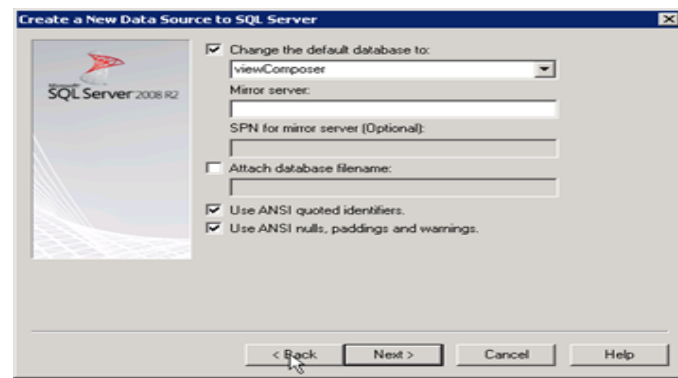 Create a New Data Source to SQL Server
Change the default database to:
viewComposer
Microsoft
SQL Server 2008 R2
Mirror server:
SPN for mirror server (Optional):
Attach database filename:
Use ANSI quoted identifiers.
Use ANSI nulls, paddings and warnings.
< Back
Next >
Cancel
Help